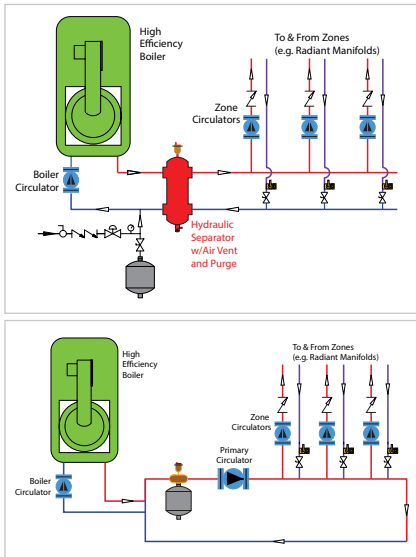 High
Efficiency
Boiler
To & From Zones
(e.g. Radiant Manifolds)
Zone
Circulators
Boiler
Circulator
Hydraulic
Separator
w/Air Vent
and Purge
High
Efficiency
Boiler
To & From Zones
(e.g. Radiant Manifolds)
Zone
Circulators
Primary
Circulator
Boiler
Circulator